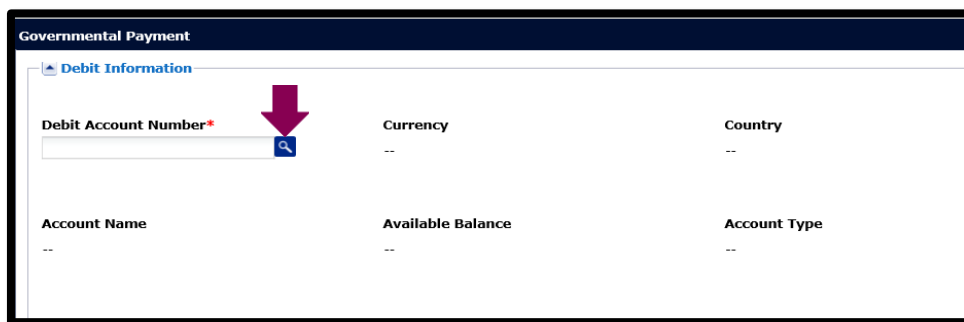 Governmental Payment
Debit Information
Debit Account Number* Currency Country
-- --
Account Name Available Balance Account Type
-- -- --